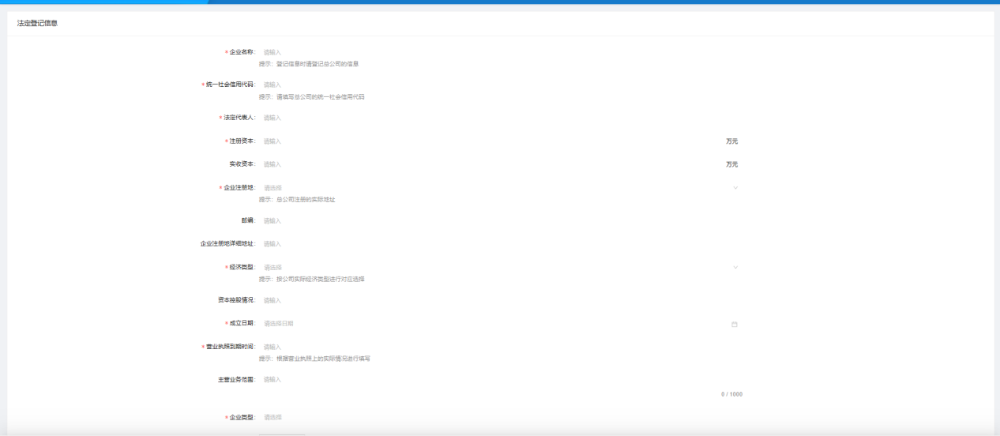 法定登记信息
* 企业名称: 请输入
提示: 登记信息时请登记总公司的信息
* 统一社会信用代码: 请输入
提示: 请填写总公司的统一社会信用代码
* 法定代表人: 请输入
* 注册资本: 请输入 万元
实收资本: 请输入 万元
* 企业注册地: 请选择
提示: 总公司注册的实际地址
邮编: 请输入
企业注册地详细地址: 请输入
* 经济类型: 请选择
提示: 按公司实际经济类型进行对应选择
资本控股情况: 请输入
* 成立日期: 请选择日期
* 营业执照到期时间: 请输入
提示: 根据营业执照上的实际情况进行填写
主营业务范围: 请输入
0 / 1000
* 企业类型: 请选择